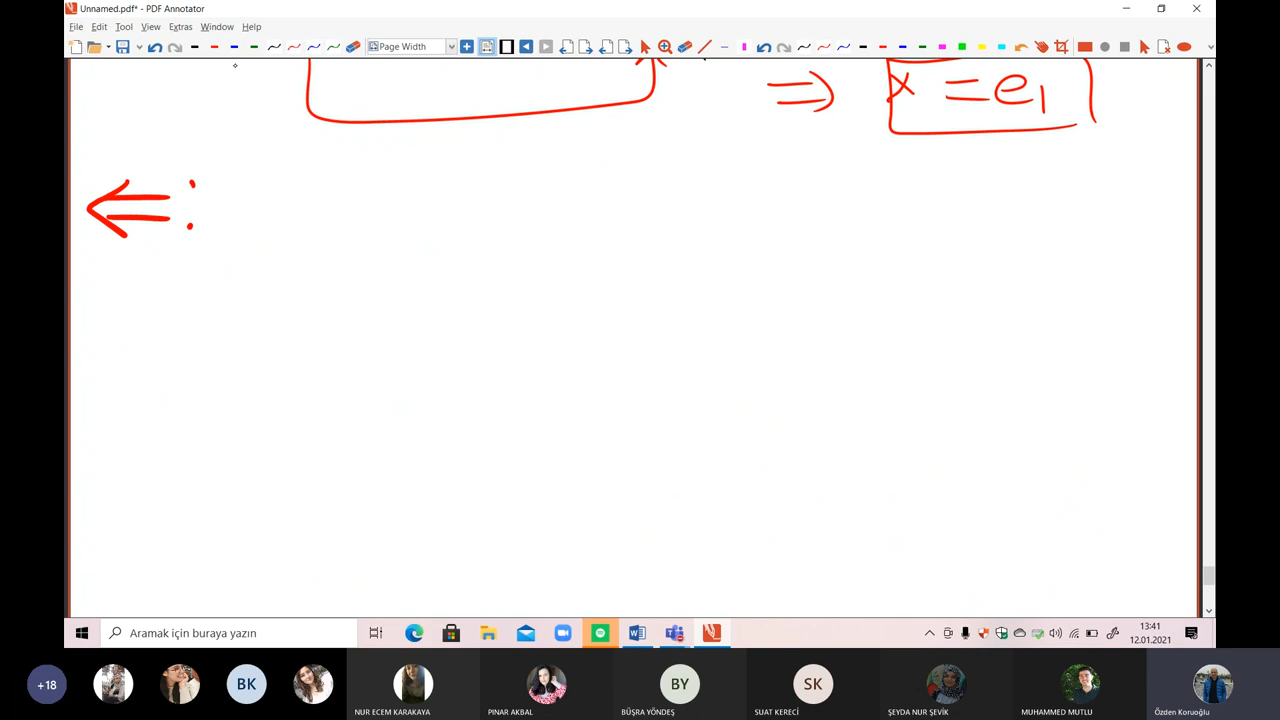 Unnamed.pdf* - PDF Annotator
File Edit Tool View Extras Window Help
Page Width
⇒ x = e₁
⇐ :
Aramak için buraya yazın
13:41
12.01.2021
+18
BK
NUR ECEM KARAKAYA
PINAR AKBAL
BY
BÜŞRA YÖNDEŞ
SK
SUAT KERECİ
ŞEYDA NUR ŞEVİK
MUHAMMED MUTLU
Özden Koruoğlu